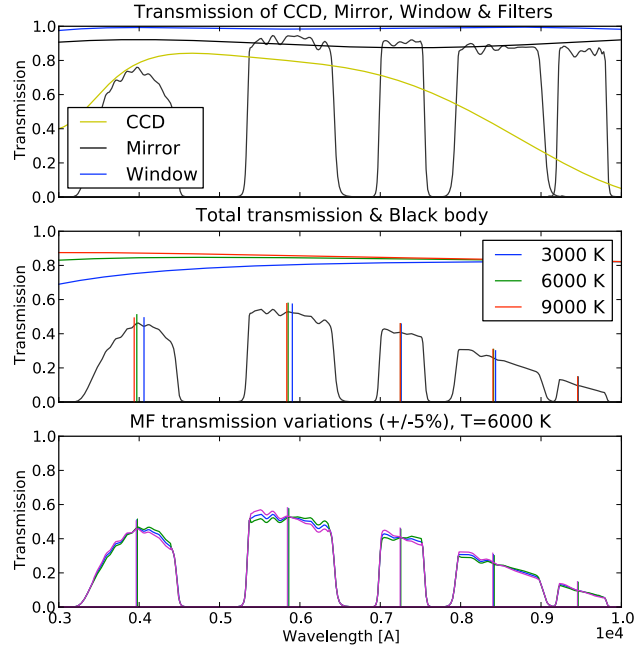 Transmission of CCD, Mirror, Window & Filters
1.0
0.8
0.6
0.4
0.2
0.0
Transmission
CCD
Mirror
Window
Total transmission & Black body
1.0
0.8
0.6
0.4
0.2
0.0
Transmission
3000 K
6000 K
9000 K
MF transmission variations (+/-5%), T=6000 K
1.0
0.8
0.6
0.4
0.2
0.0
Transmission
0.3 0.4 0.5 0.6 0.7 0.8 0.9 1.0
Wavelength [A]
1e4